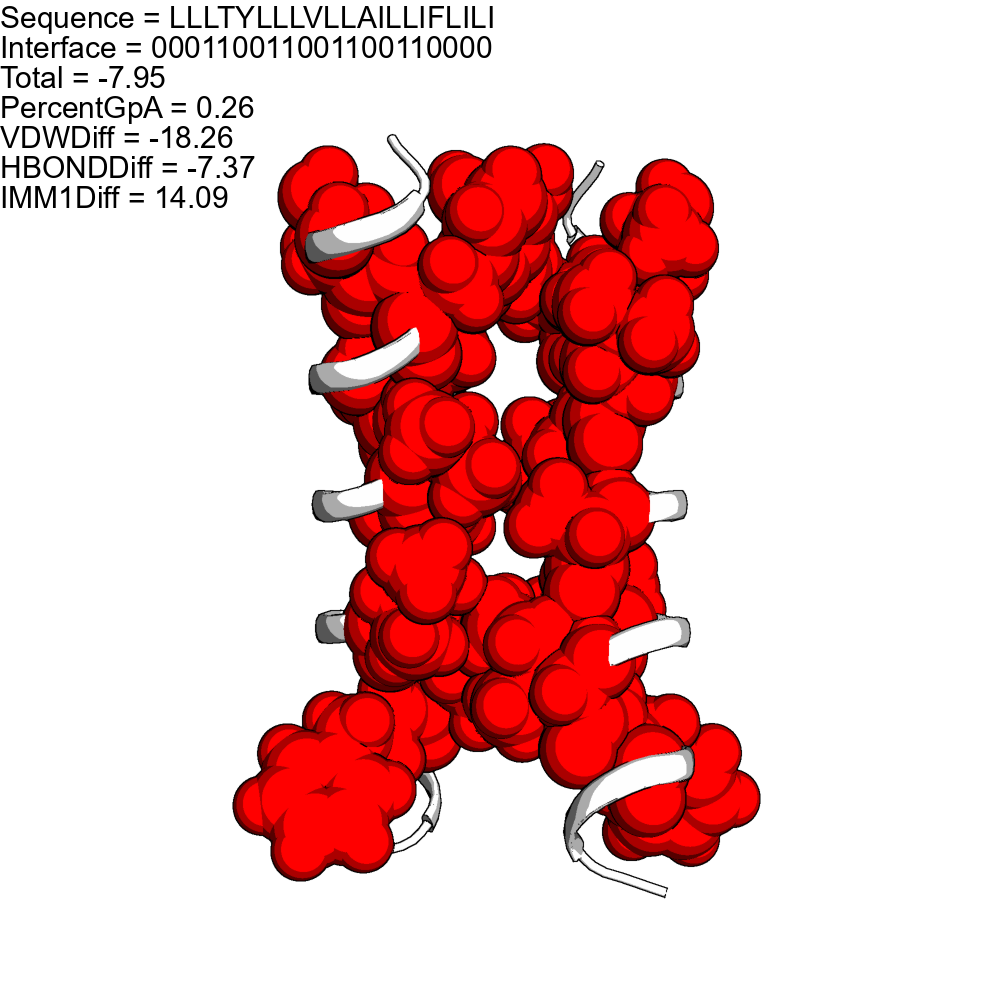 Sequence = LLLTYLLLVLLAILLIFLILI
Interface = 000110011001100110000
Total = -7.95
PercentGpA = 0.26
VDWDiff = -18.26
HBONDDiff = -7.37
IMM1Diff = 14.09